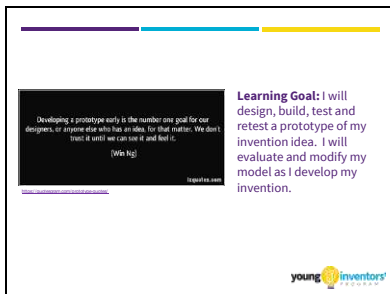 Developing a prototype early is the number one goal for our
designers, or anyone else who has an idea, for that matter. We don't
trust it until we can see it and feel it.
[Win Ng]
izquotes.com
Learning Goal: I will
design, build, test and
retest a prototype of my
invention idea. I will
evaluate and modify my
model as I develop my
invention.
young inventors'
PROGRAM